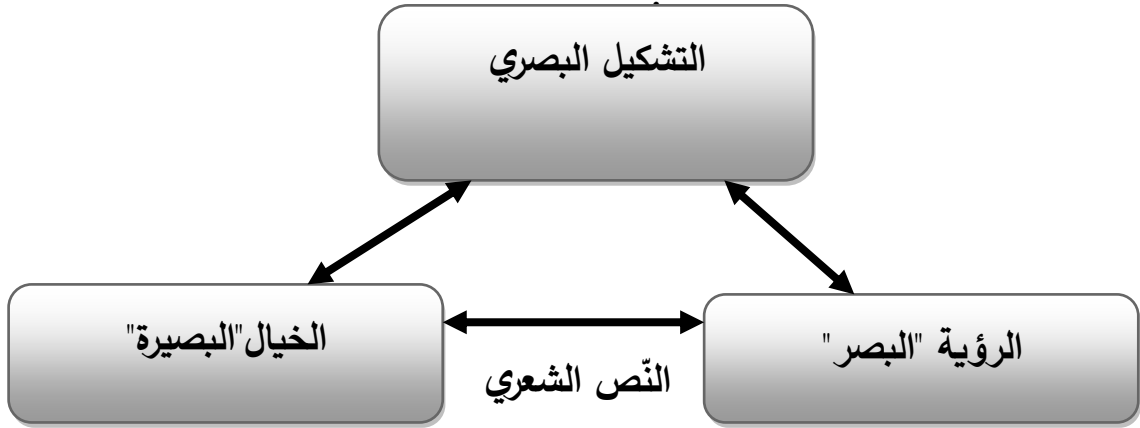 التشكيل البصري
الرؤية "البصر"
الخيال"البصيرة"
النّص الشعري